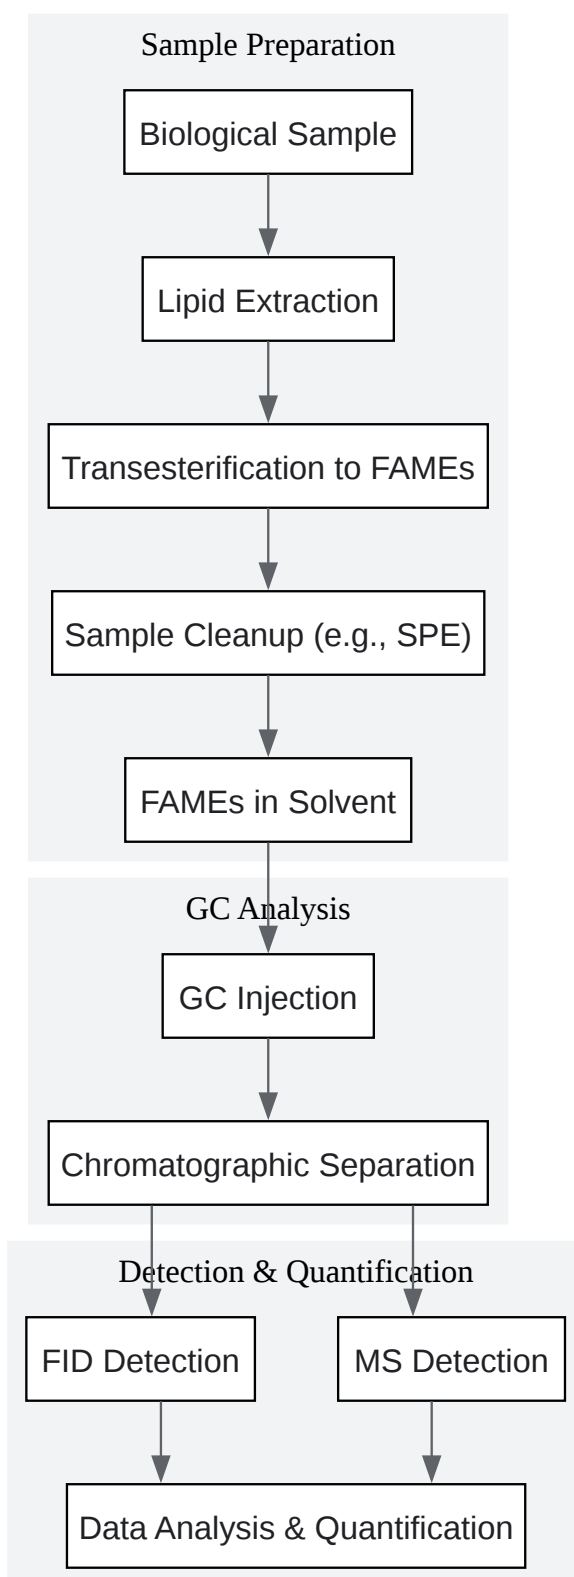 Sample Preparation
Biological Sample
Lipid Extraction
Transesterification to FAMEs
Sample Cleanup (e.g., SPE)
FAMEs in Solvent
GC Analysis
GC Injection
Chromatographic Separation
Detection & Quantification
FID Detection
MS Detection
Data Analysis & Quantification